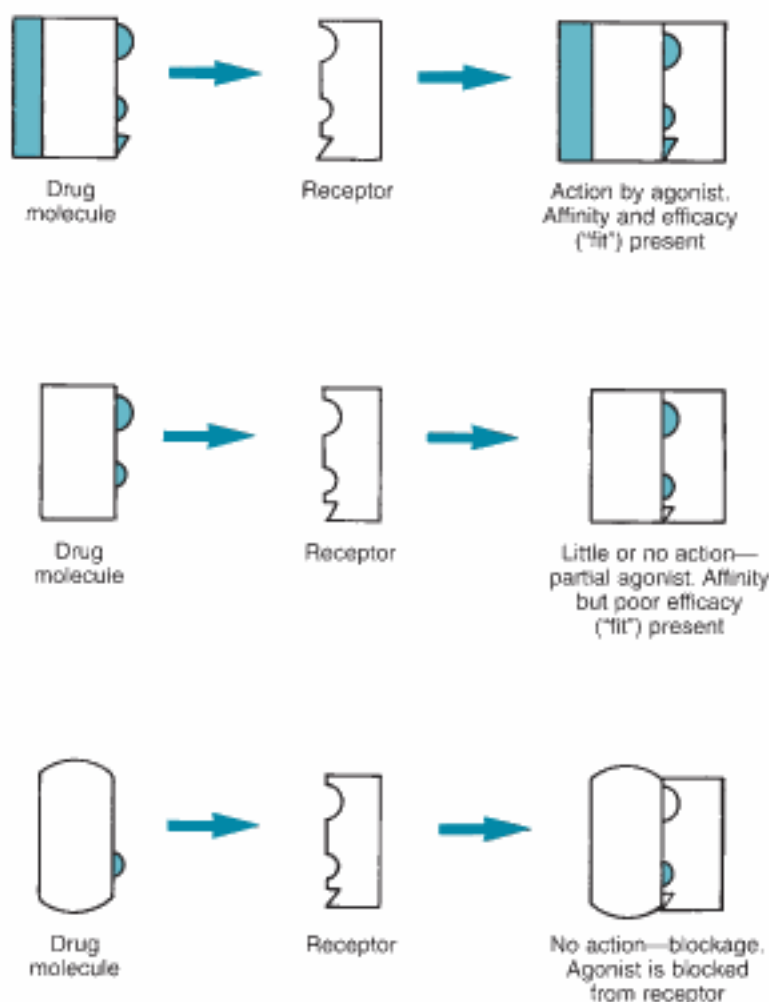 Drug
molecule
Receptor
Action by agonist.
Affinity and efficacy
("fit") present
Drug
molecule
Receptor
Little or no action—
partial agonist. Affinity
but poor efficacy
("fit") present
Drug
molecule
Receptor
No action—blockage.
Agonist is blocked
from receptor